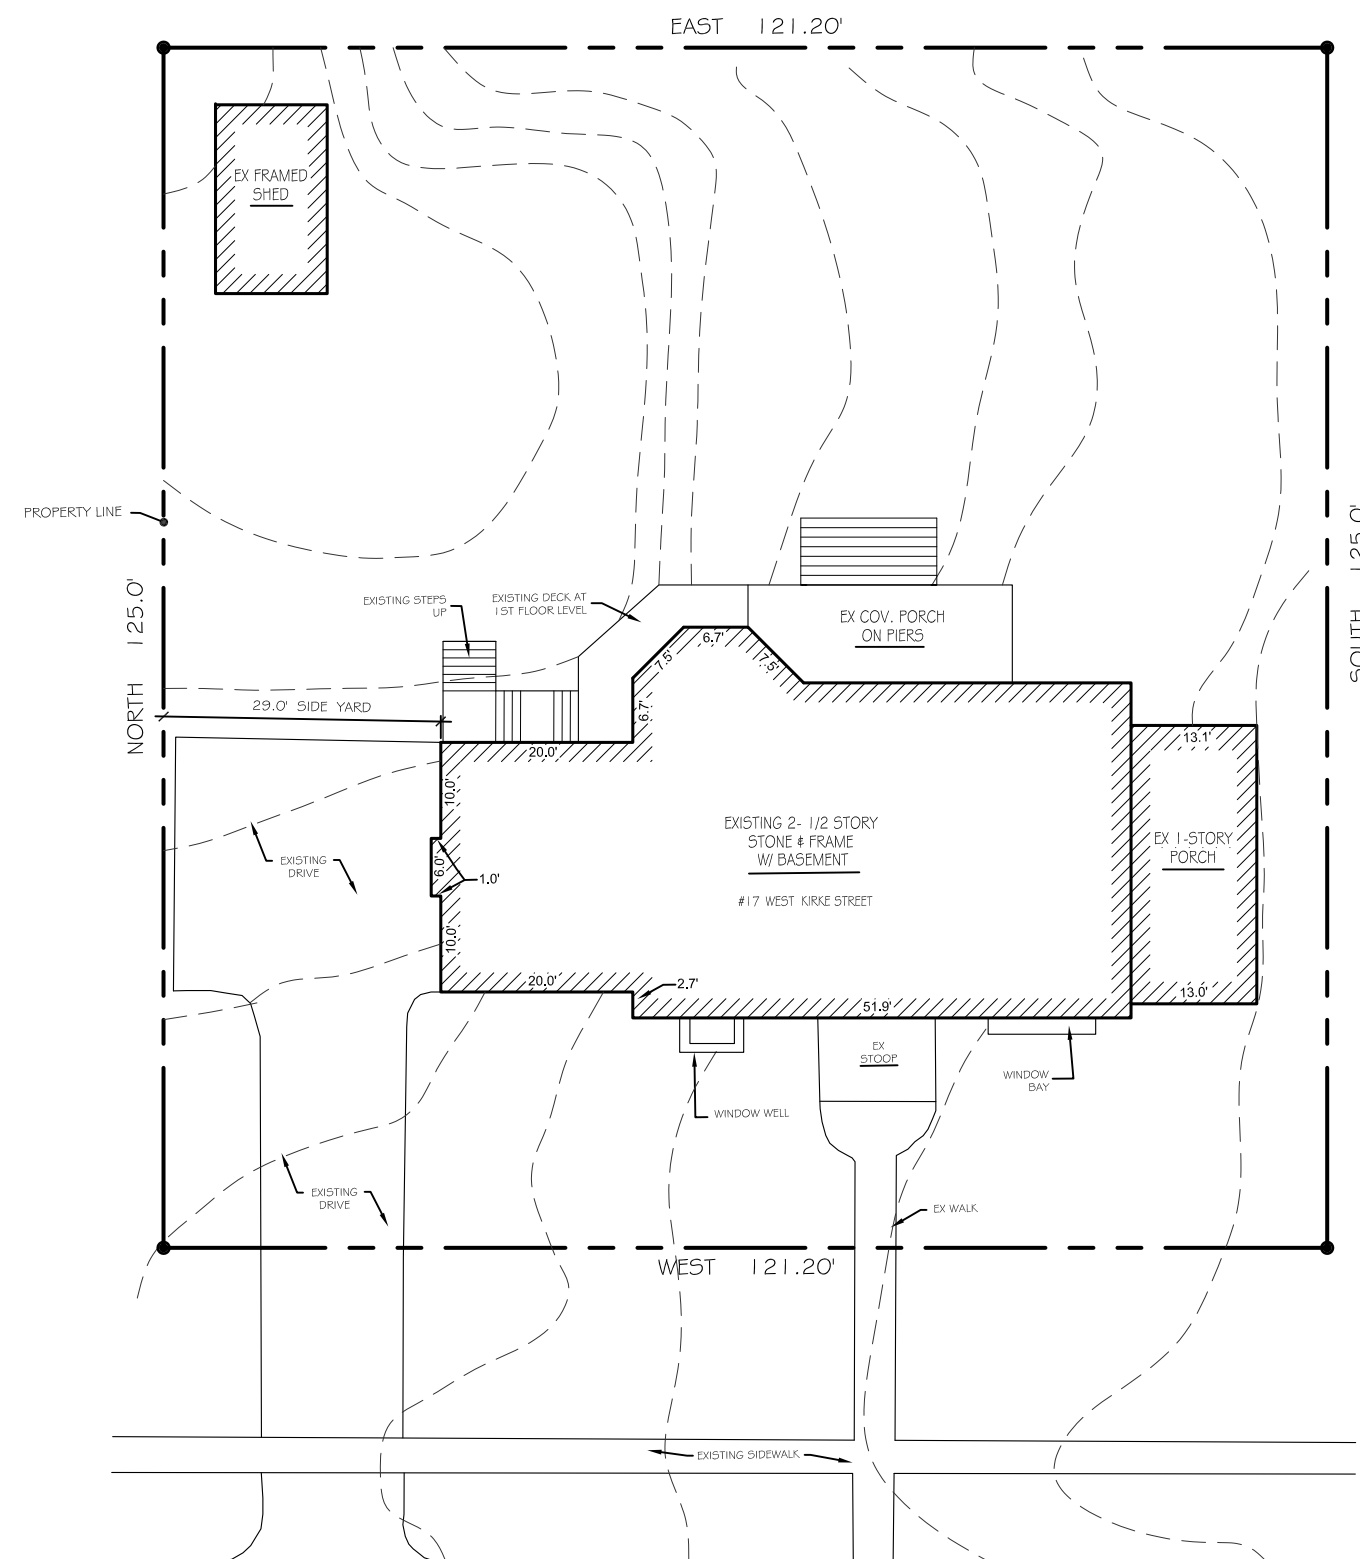 EAST 121.20'
EX FRAMED
SHED
PROPERTY LINE
NORTH 125.0'
SOUTH 125.0'
EXISTING STEPS
UP
EXISTING DECK AT
1ST FLOOR LEVEL
EX COV. PORCH
ON PIERS
6.7'
7.5'
7.5'
6.7'
29.0' SIDE YARD
20.0'
13.1'
10.0'
EXISTING 2- 1/2 STORY
STONE & FRAME
W/ BASEMENT
#17 WEST KIRKE STREET
EX 1-STORY
PORCH
EXISTING
DRIVE
6.0'
1.0'
10.0'
20.0'
2.7'
51.9'
13.0'
EX
STOOP
WINDOW
BAY
WINDOW WELL
EXISTING
DRIVE
EX WALK
WEST 121.20'
EXISTING SIDEWALK